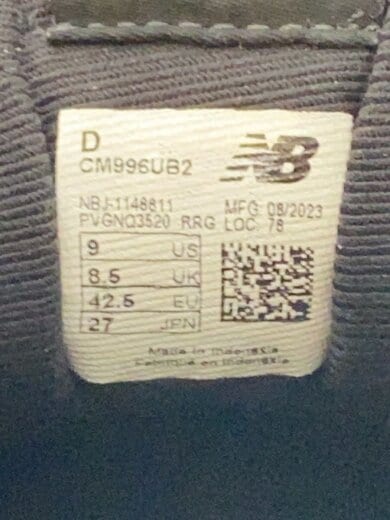 D
CM996UB2
NB
NBJ-1148811
PVGNQ3520 RRG
MFG 08/2023
LOC: 78
9 US
8.5 UK
42.5 EU
27 JPN
Made in Indonesia
Fabriqué en Indonésie